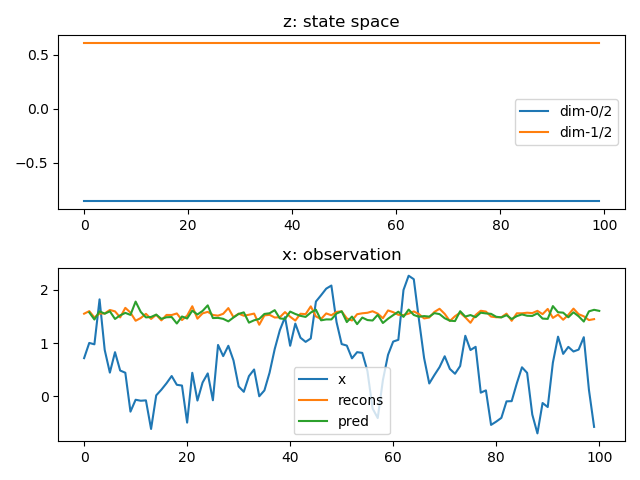 z: state space
0.5
0.0
−0.5
dim-0/2
dim-1/2
0 20 40 60 80 100
x: observation
2
1
0
x
recons
pred
0 20 40 60 80 100